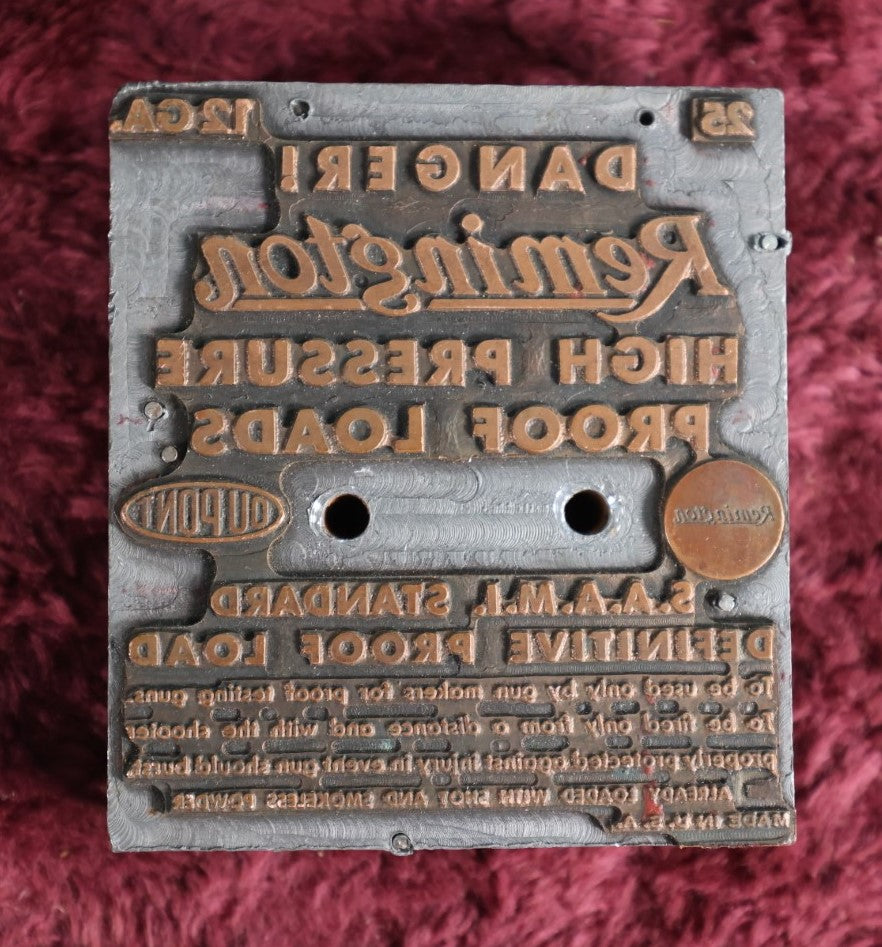 25 12 GA.
DANGER!
Remington
HIGH PRESSURE
PROOF LOADS
Remington DUPONT
S.A.A.M.I. STANDARD
DEFINITIVE PROOF LOAD
To be used only by gun makers for proof testing guns.
To be fired only from a distance and with the shooter
properly protected against injury in event gun should burst.
ALREADY LOADED WITH SHOT AND SMOKELESS POWDER
MADE IN U.S.A.